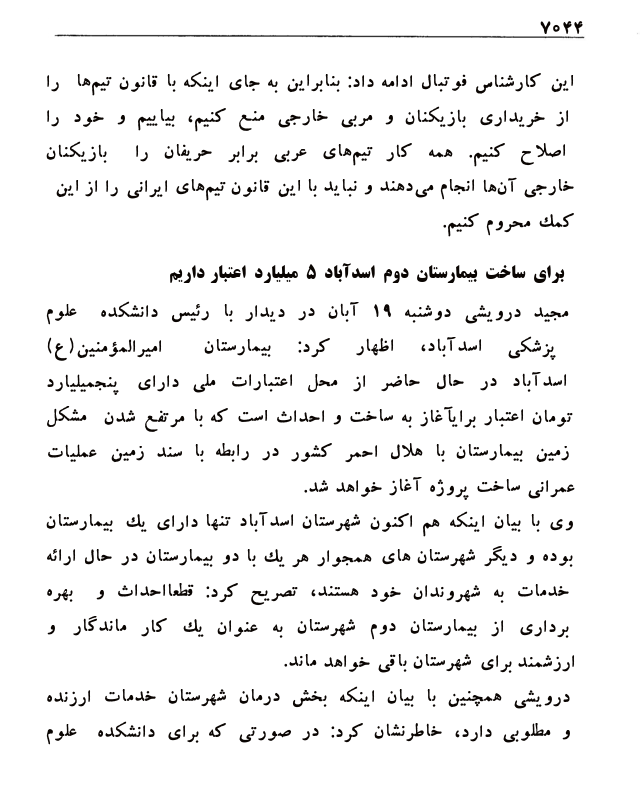 ۷۰۴۴
این کارشناس فوتبال ادامه داد: بنابراین به جای اینکه با قانون تیم‌ها را
از خریداری بازیکنان و مربی خارجی منع کنیم، بیاییم و خود را
اصلاح کنیم. همه کار تیم‌های عربی برابر حریفان را بازیکنان
خارجی آن‌ها انجام می‌دهند و نباید با این قانون تیم‌های ایرانی را از این
کمك محروم کنیم.
برای ساخت بیمارستان دوم اسدآباد ۵ میلیارد اعتبار داریم
مجید درویشی دوشنبه ۱۹ آبان در دیدار با رئیس دانشکده علوم
پزشکی اسدآباد، اظهار کرد: بیمارستان امیرالمؤمنین(ع)
اسدآباد در حال حاضر از محل اعتبارات ملی دارای پنجمیلیارد
تومان اعتبار برایآغاز به ساخت و احداث است که با مرتفع شدن مشکل
زمین بیمارستان با هلال احمر کشور در رابطه با سند زمین عملیات
عمرانی ساخت پروژه آغاز خواهد شد.
وی با بیان اینکه هم اکنون شهرستان اسدآباد تنها دارای یك بیمارستان
بوده و دیگر شهرستان های همجوار هر یك با دو بیمارستان در حال ارائه
خدمات به شهروندان خود هستند، تصریح کرد: قطعااحداث و بهره
برداری از بیمارستان دوم شهرستان به عنوان یك کار ماندگار و
ارزشمند برای شهرستان باقی خواهد ماند.
درویشی همچنین با بیان اینکه بخش درمان شهرستان خدمات ارزنده
و مطلوبی دارد، خاطرنشان کرد: در صورتی که برای دانشکده علوم